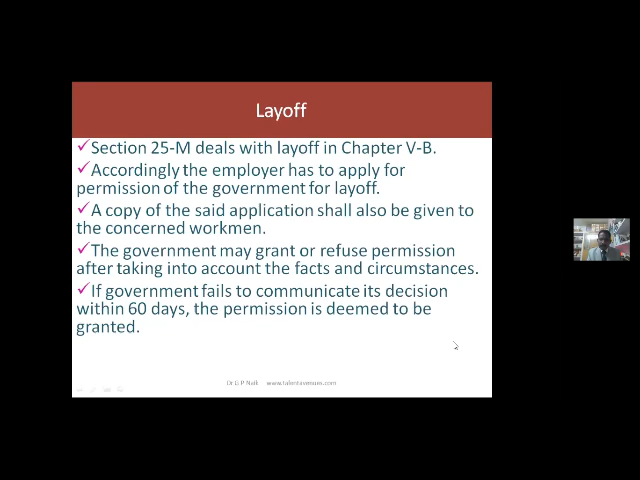 Layoff
✓Section 25-M deals with layoff in Chapter V-B.
✓Accordingly the employer has to apply for
permission of the government for layoff.
✓A copy of the said application shall also be given to
the concerned workmen.
✓The government may grant or refuse permission
after taking into account the facts and circumstances.
✓If government fails to communicate its decision
within 60 days, the permission is deemed to be
granted.
Dr G P Naik www.talentavenues.com